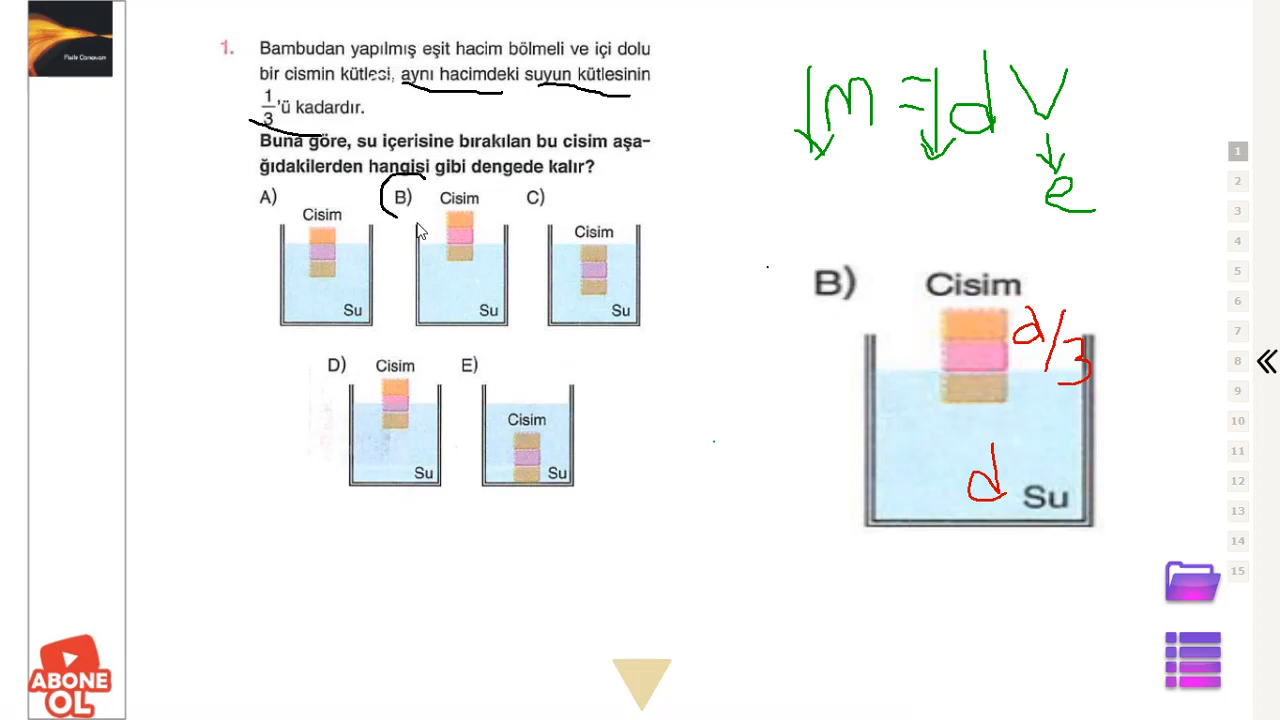 Fizik Canavarı
1.
Bambudan yapılmış eşit hacim bölmeli ve içi dolu
bir cismin kütlesi, aynı hacimdeki suyun kütlesinin
1/3 'ü kadardır.
Buna göre, su içerisine bırakılan bu cisim aşa-
ğıdakilerden hangisi gibi dengede kalır?
A)
Cisim
Su
B)
Cisim
Su
C)
Cisim
Su
D)
Cisim
Su
E)
Cisim
Su
↓m = ↓d V
↓
e
B)
Cisim
d/3
d
Su
1
2
3
4
5
6
7
8
9
10
11
12
13
14
15
«
ABONE
OL